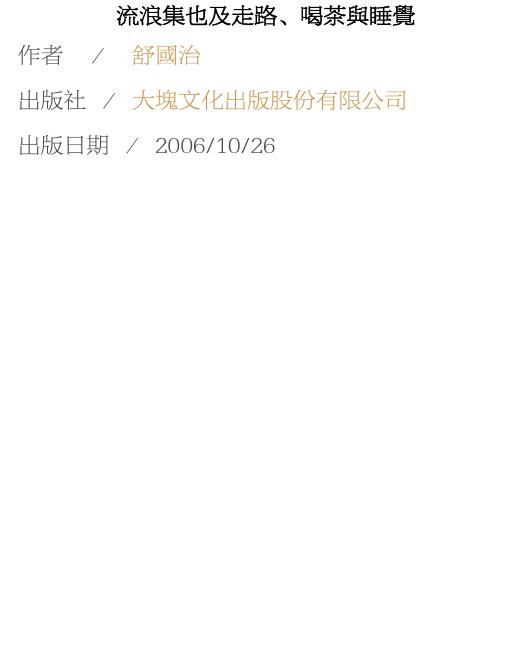 流浪集也及走路、喝茶與睡覺
作者 / 舒國治
出版社 / 大塊文化出版股份有限公司
出版日期 / 2006/10/26